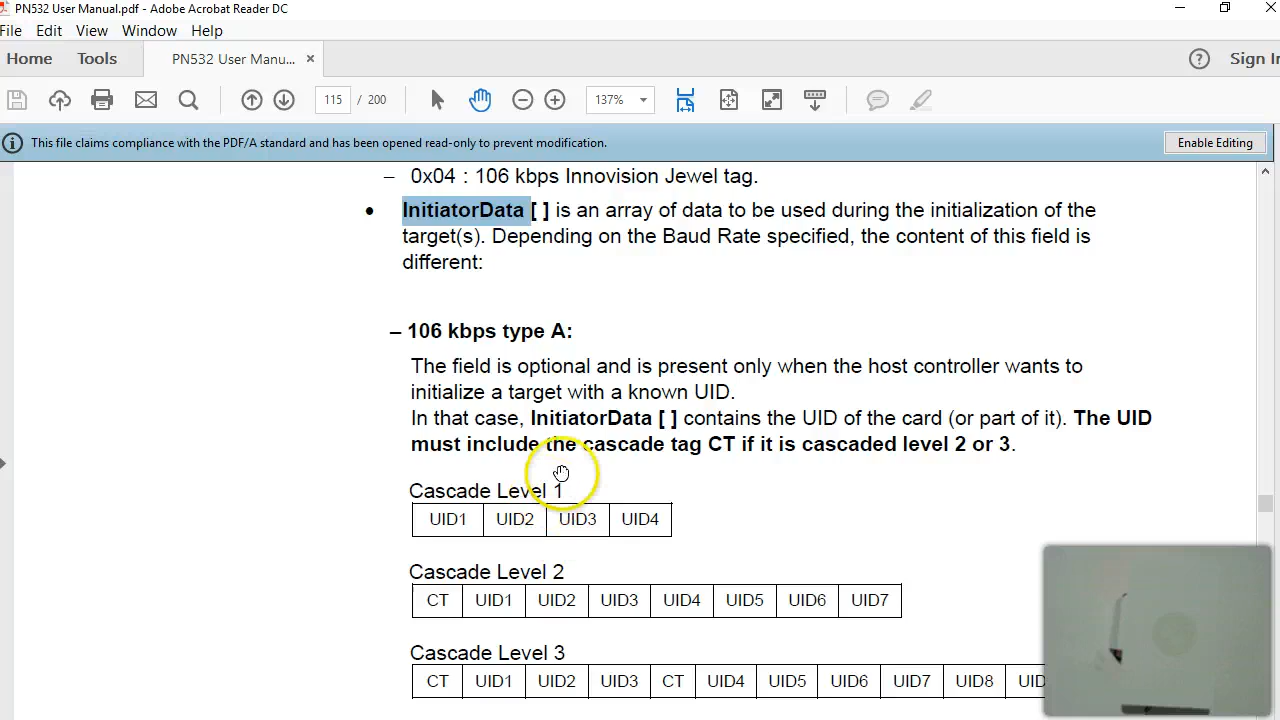 PN532 User Manual.pdf - Adobe Acrobat Reader DC
File Edit View Window Help
Home Tools PN532 User Manu... × Sign In
115 / 200 137%
This file claims compliance with the PDF/A standard and has been opened read-only to prevent modification. Enable Editing
– 0x04 : 106 kbps Innovision Jewel tag.
• InitiatorData [ ] is an array of data to be used during the initialization of the
target(s). Depending on the Baud Rate specified, the content of this field is
different:
– 106 kbps type A:
The field is optional and is present only when the host controller wants to
initialize a target with a known UID.
In that case, InitiatorData [ ] contains the UID of the card (or part of it). The UID
must include the cascade tag CT if it is cascaded level 2 or 3.
Cascade Level 1
UID1 UID2 UID3 UID4
Cascade Level 2
CT UID1 UID2 UID3 UID4 UID5 UID6 UID7
Cascade Level 3
CT UID1 UID2 UID3 CT UID4 UID5 UID6 UID7 UID8